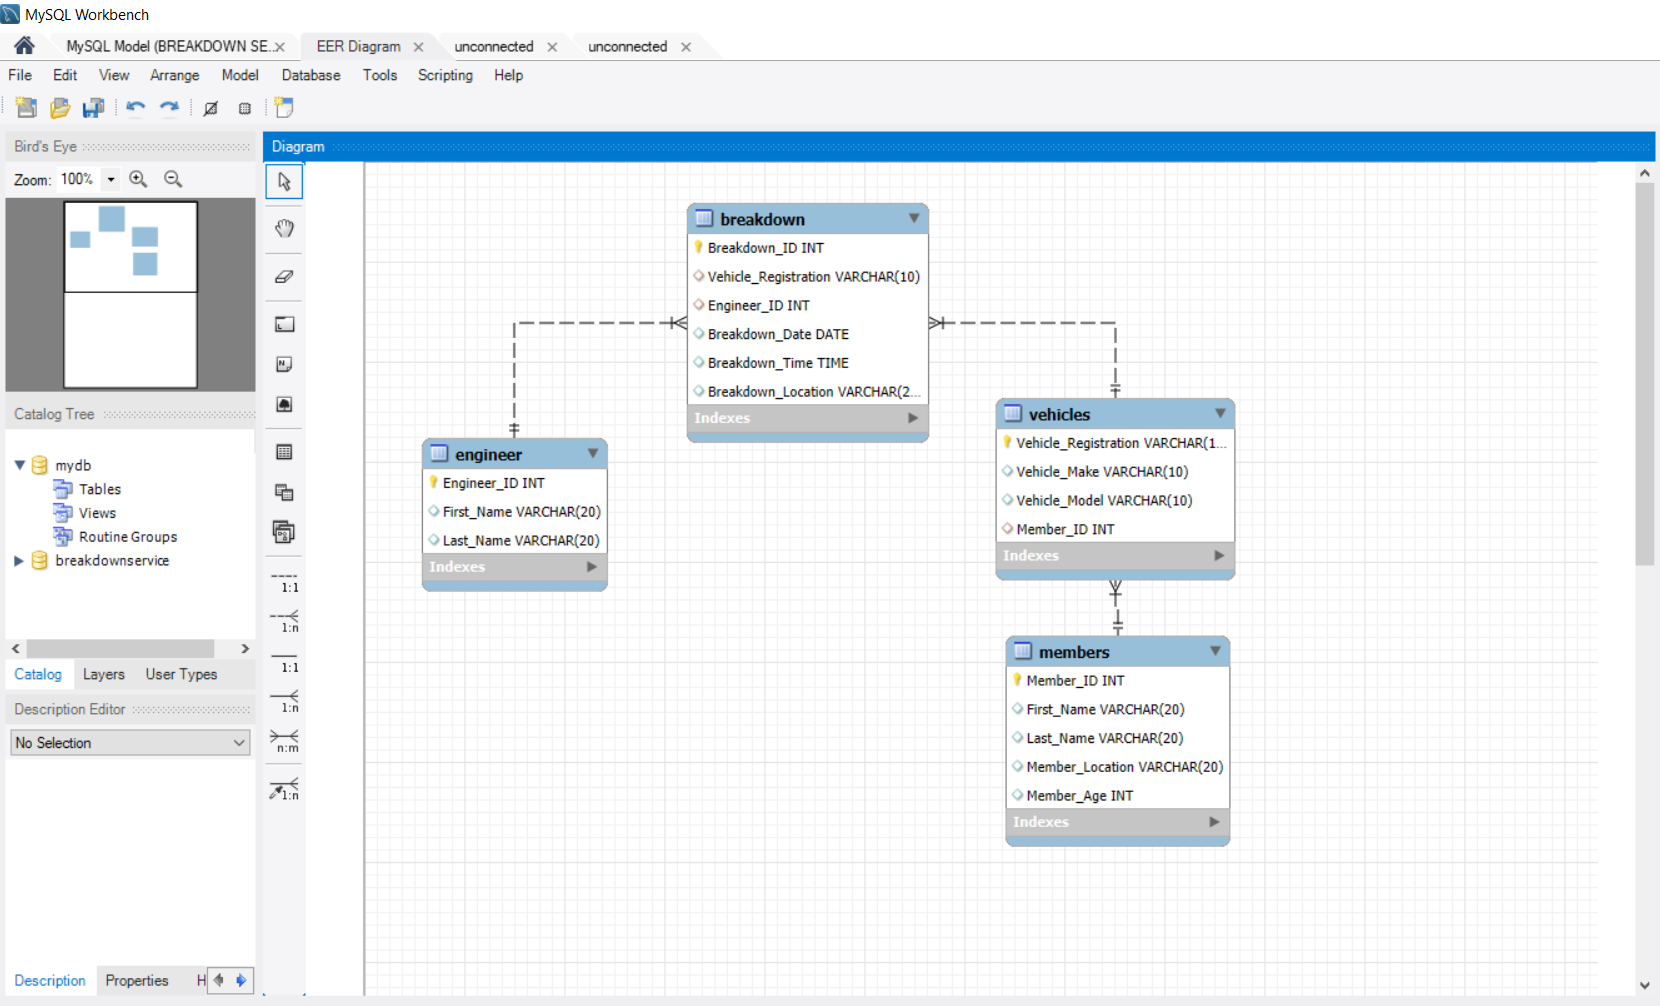 MySQL Workbench
MySQL Model (BREAKDOWN SE..
EER Diagram
unconnected
unconnected
File Edit View Arrange Model Database Tools Scripting Help
Bird's Eye
Zoom: 100%
Diagram
breakdown
Breakdown_ID INT
Vehicle_Registration VARCHAR(10)
Engineer_ID INT
Breakdown_Date DATE
Breakdown_Time TIME
Breakdown_Location VARCHAR(2...
Indexes
engineer
Engineer_ID INT
First_Name VARCHAR(20)
Last_Name VARCHAR(20)
Indexes
vehicles
Vehicle_Registration VARCHAR(1...
Vehicle_Make VARCHAR(10)
Vehicle_Model VARCHAR(10)
Member_ID INT
Indexes
members
Member_ID INT
First_Name VARCHAR(20)
Last_Name VARCHAR(20)
Member_Location VARCHAR(20)
Member_Age INT
Indexes
Catalog Tree
mydb
Tables
Views
Routine Groups
breakdownservice
Catalog Layers User Types
Description Editor
No Selection
Description Properties H
1:1
1:n
1:1
1:n
n:m
1:n